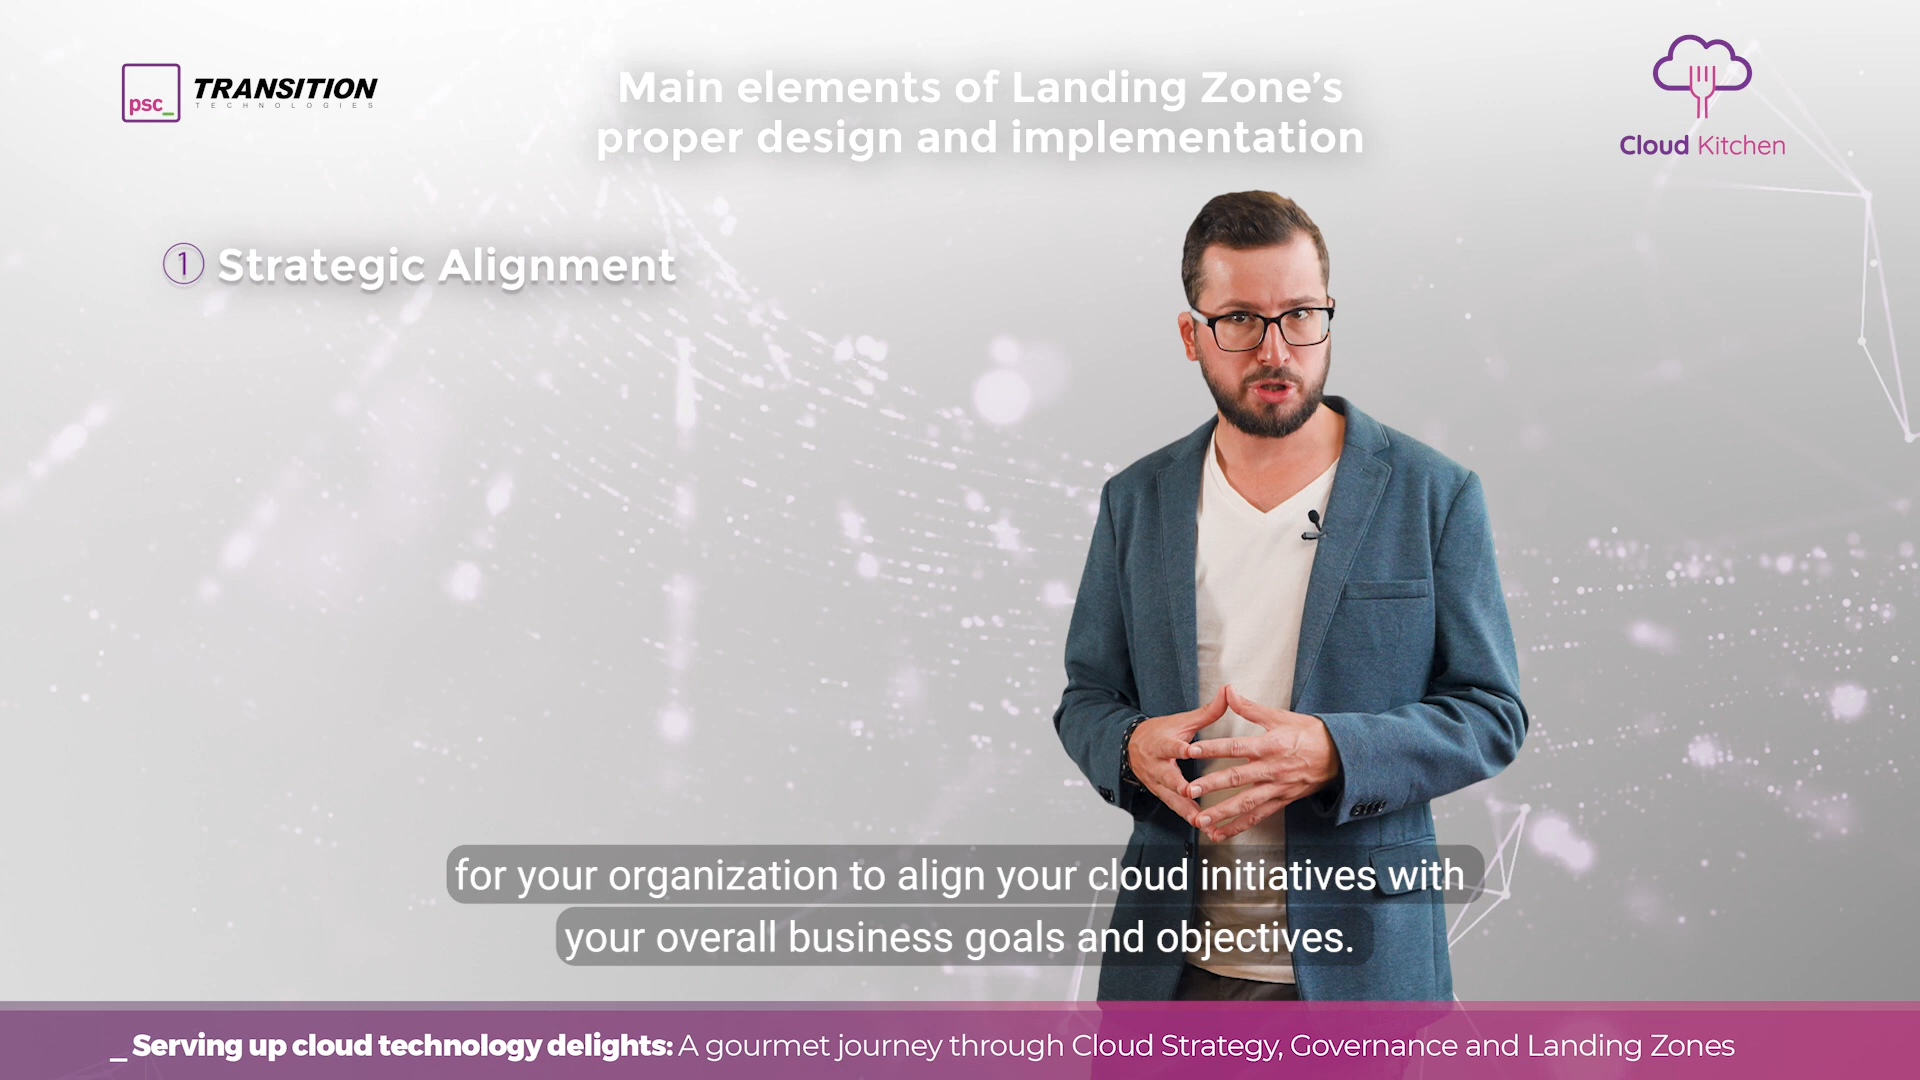 psc_
TRANSITION
TECHNOLOGIES
Main elements of Landing Zone’s
proper design and implementation
Cloud Kitchen
1 Strategic Alignment
for your organization to align your cloud initiatives with
your overall business goals and objectives.
_ Serving up cloud technology delights: A gourmet journey through Cloud Strategy, Governance and Landing Zones